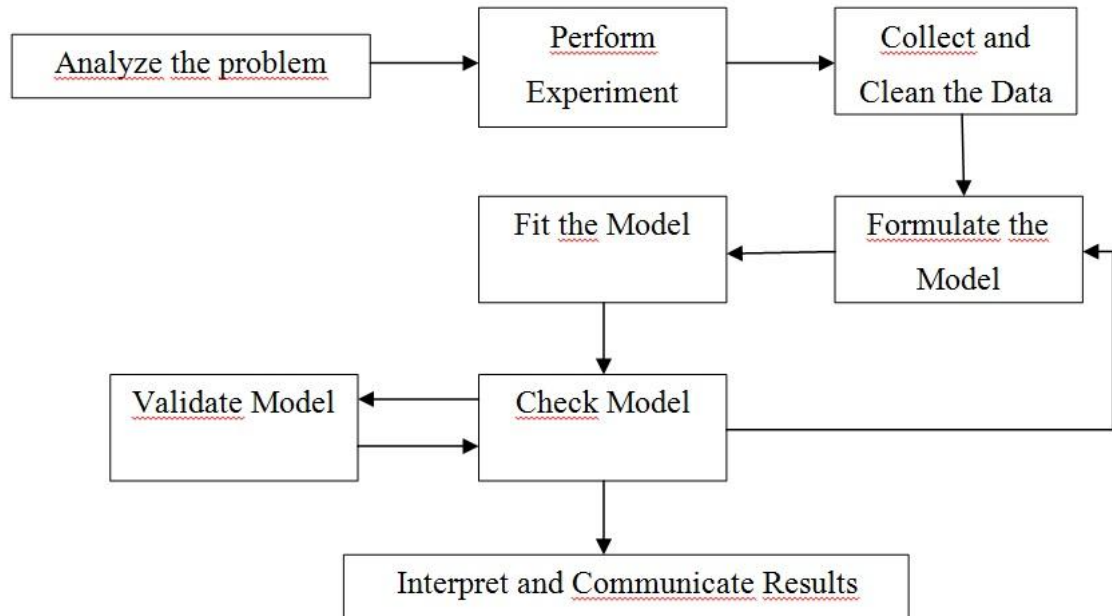 Analyze the problem
Perform
Experiment
Collect and
Clean the Data
Fit the Model
Formulate the
Model
Validate Model
Check Model
Interpret and Communicate Results